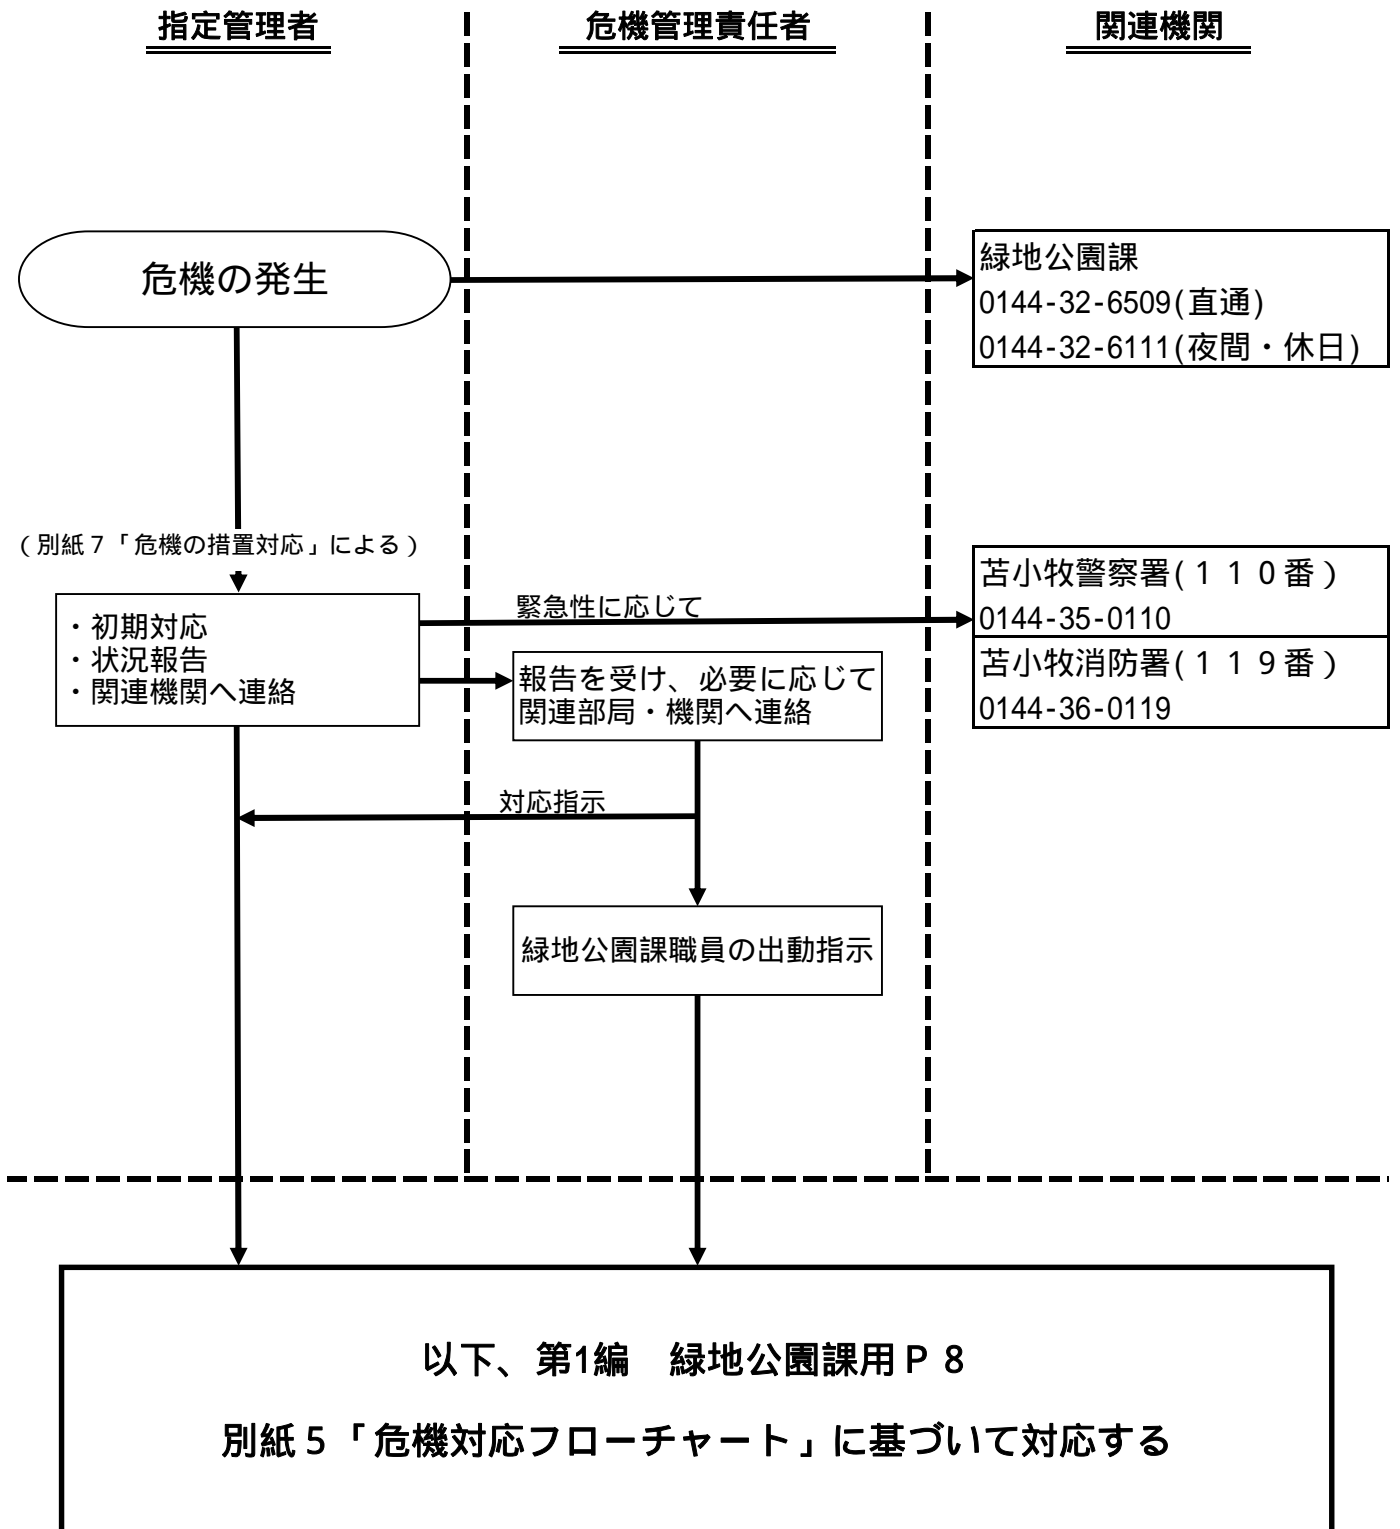 指定管理者
危機管理責任者
関連機関
危機の発生
緑地公園課
0144-32-6509(直通)
0144-32-6111(夜間・休日)
(別紙7「危機の措置対応」による)
・初期対応
・状況報告
・関連機関へ連絡
緊急性に応じて
報告を受け、必要に応じて
関連部局・機関へ連絡
苫小牧警察署(110番)
0144-35-0110
苫小牧消防署(119番)
0144-36-0119
対応指示
緑地公園課職員の出動指示
以下、第1編　緑地公園課用P8
別紙5「危機対応フローチャート」に基づいて対応する